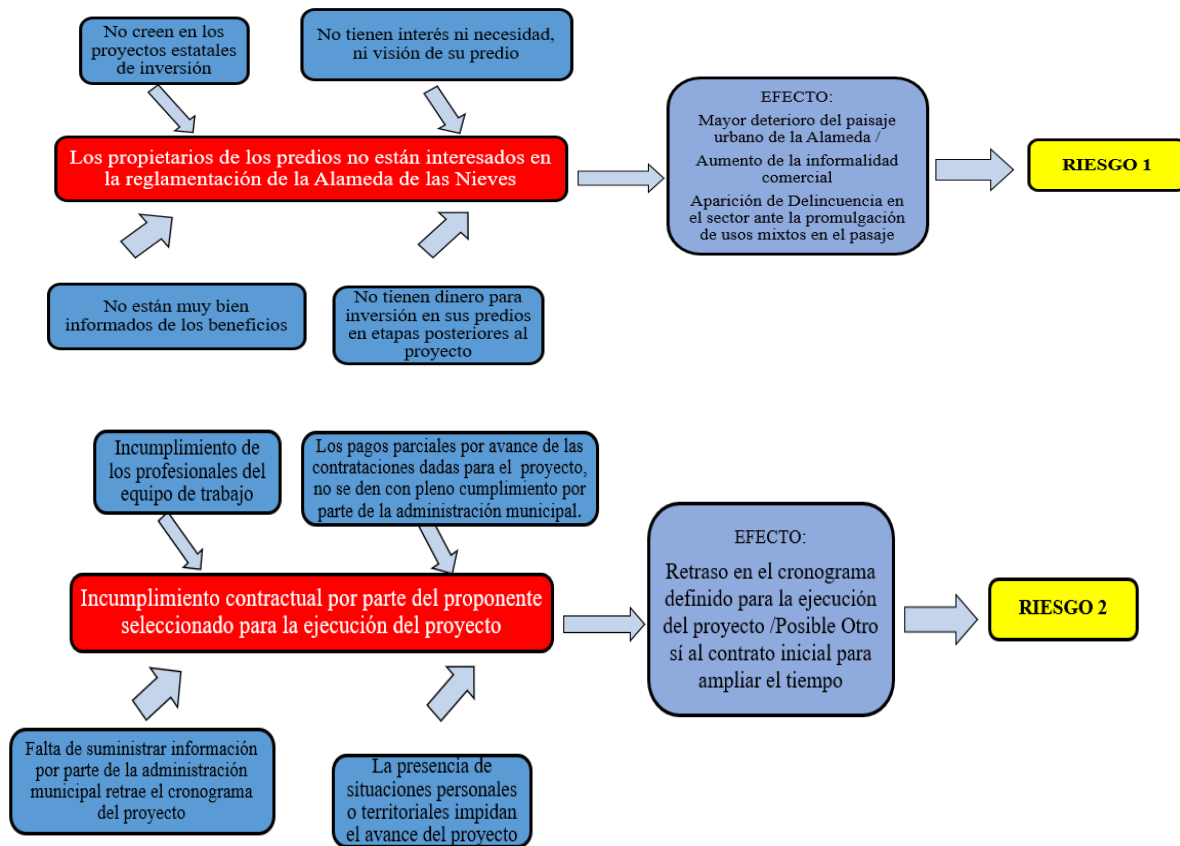 No creen en los
proyectos estatales
de inversión
No tienen interés ni necesidad,
ni visión de su predio
Los propietarios de los predios no están interesados en
la reglamentación de la Alameda de las Nieves
EFECTO:
Mayor deterioro del paisaje
urbano de la Alameda /
Aumento de la informalidad
comercial
Aparición de Delincuencia en
el sector ante la promulgación
de usos mixtos en el pasaje
RIESGO 1
No están muy bien
informados de los beneficios
No tienen dinero para
inversión en sus predios
en etapas posteriores al
proyecto
Incumplimiento de
los profesionales del
equipo de trabajo
Los pagos parciales por avance de las
contrataciones dadas para el proyecto,
no se den con pleno cumplimiento por
parte de la administración municipal.
Incumplimiento contractual por parte del proponente
seleccionado para la ejecución del proyecto
EFECTO:
Retraso en el cronograma
definido para la ejecución
del proyecto /Posible Otro
sí al contrato inicial para
ampliar el tiempo
RIESGO 2
Falta de suministrar información
por parte de la administración
municipal retrae el cronograma
del proyecto
La presencia de
situaciones personales
o territoriales impidan
el avance del proyecto